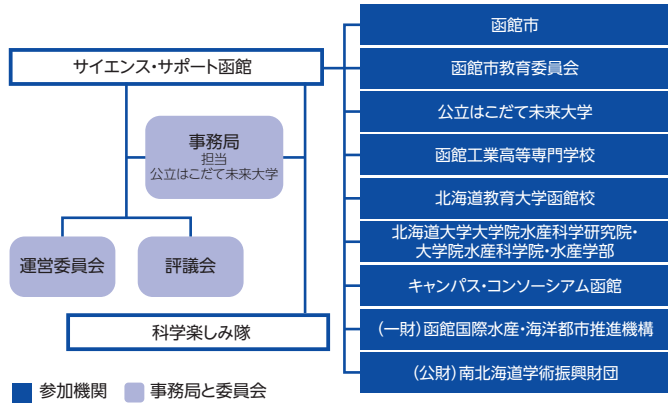 サイエンス・サポート函館
事務局
担当
公立はこだて未来大学
運営委員会
評議会
科学楽しみ隊
函館市
函館市教育委員会
公立はこだて未来大学
函館工業高等専門学校
北海道教育大学函館校
北海道大学大学院水産科学研究院・
大学院水産科学院・水産学部
キャンパス・コンソーシアム函館
(一財)函館国際水産・海洋都市推進機構
(公財)南北海道学術振興財団
参加機関
事務局と委員会